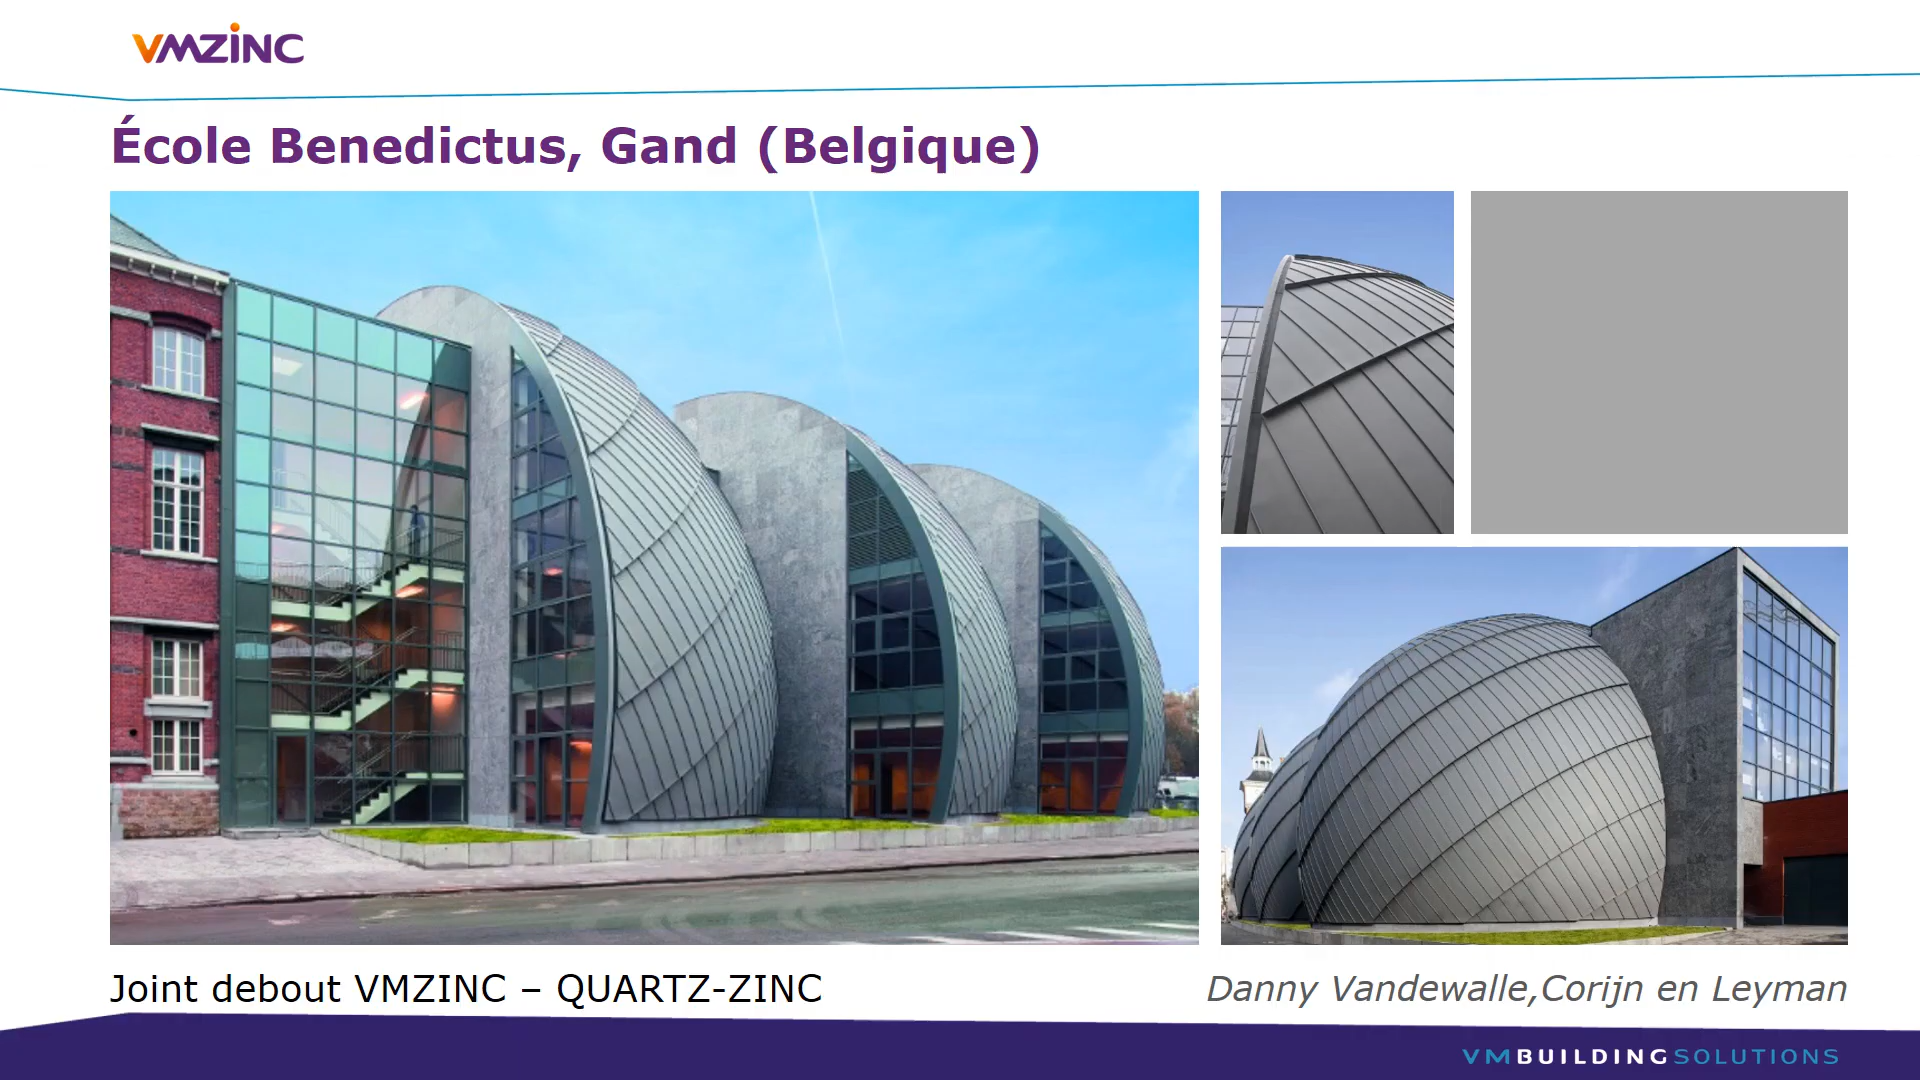 VMZINC
École Benedictus, Gand (Belgique)
Joint debout VMZINC – QUARTZ-ZINC
Danny Vandewalle,Corijn en Leyman
VMBUILDINGSOLUTIONS